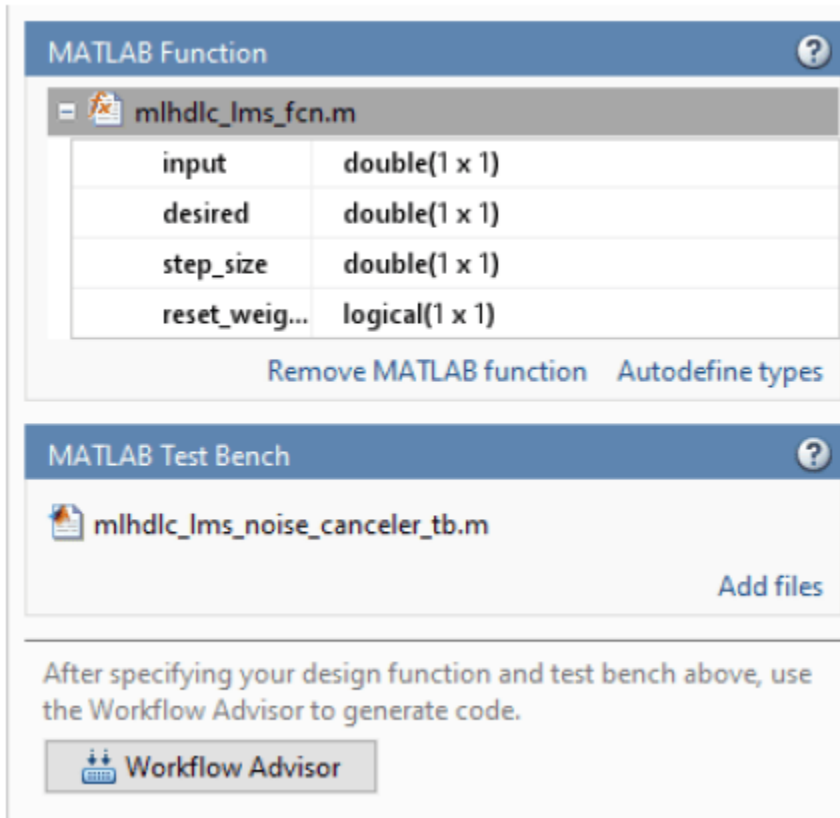 MATLAB Function
mlhdlc_lms_fcn.m
input double(1 x 1)
desired double(1 x 1)
step_size double(1 x 1)
reset_weig... logical(1 x 1)
Remove MATLAB function Autodefine types
MATLAB Test Bench
mlhdlc_lms_noise_canceler_tb.m
Add files
After specifying your design function and test bench above, use
the Workflow Advisor to generate code.
Workflow Advisor